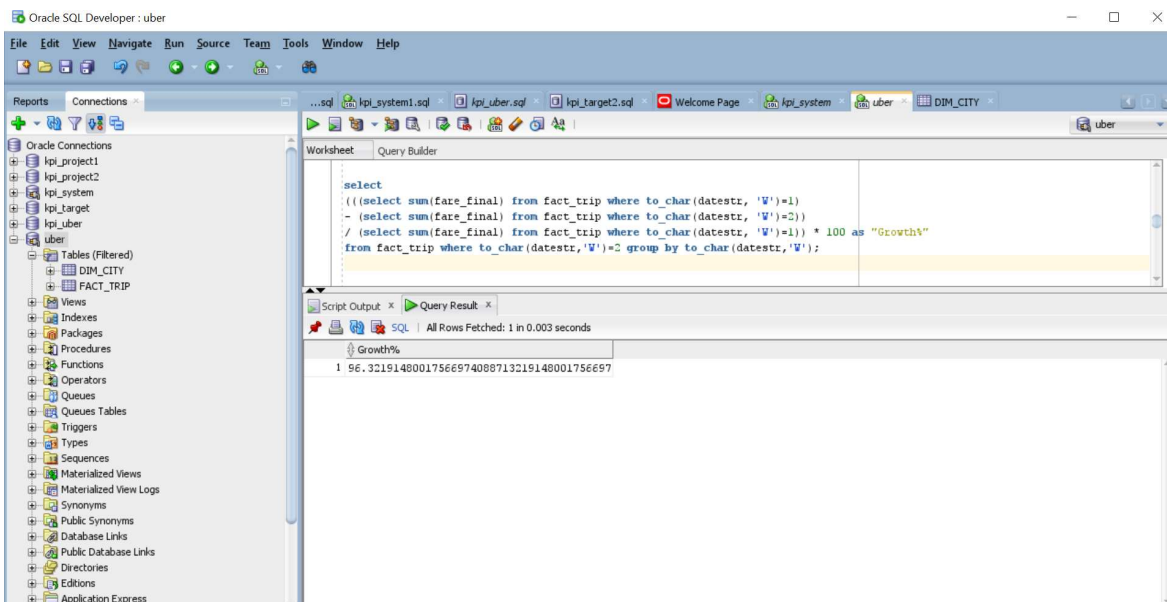 Oracle SQL Developer : uber
File Edit View Navigate Run Source Team Tools Window Help
Reports Connections
...sql kpi_system1.sql kpi_uber.sql kpi_target2.sql Welcome Page kpi_system uber DIM_CITY
uber
Worksheet Query Builder
Oracle Connections
kpi_project1
kpi_project2
kpi_system
kpi_target
kpi_uber
uber
Tables (Filtered)
DIM_CITY
FACT_TRIP
Views
Indexes
Packages
Procedures
Functions
Operators
Queues
Queues Tables
Triggers
Types
Sequences
Materialized Views
Materialized View Logs
Synonyms
Public Synonyms
Database Links
Public Database Links
Directories
Editions
Application Express
select
(((select sum(fare_final) from fact_trip where to_char(datestr, 'W')=1)
- (select sum(fare_final) from fact_trip where to_char(datestr, 'W')=2))
/ (select sum(fare_final) from fact_trip where to_char(datestr, 'W')=1)) * 100 as "Growth%"
from fact_trip where to_char(datestr,'W')=2 group by to_char(datestr,'W');
Script Output Query Result
SQL | All Rows Fetched: 1 in 0.003 seconds
Growth%
1 96.3219148001756697408871321914800175669​7